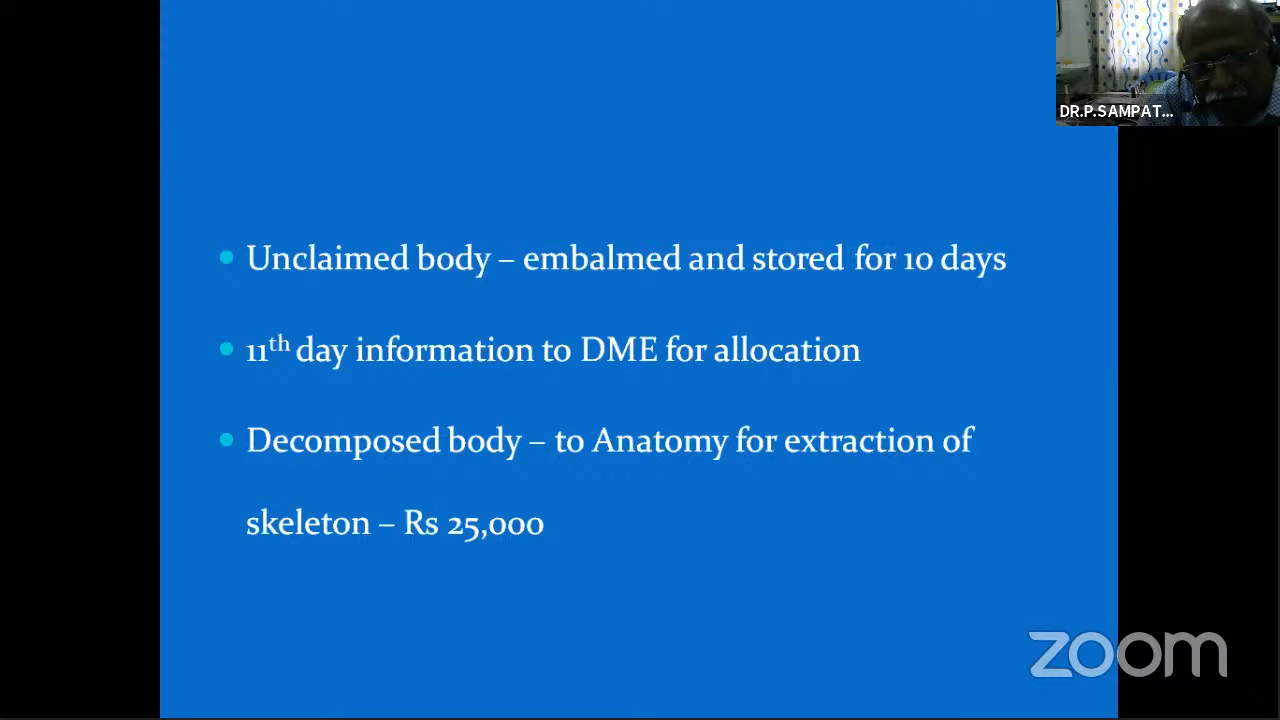 DR.P.SAMPAT...
• Unclaimed body – embalmed and stored for 10 days
• 11th day information to DME for allocation
• Decomposed body – to Anatomy for extraction of
skeleton – Rs 25,000
zoom